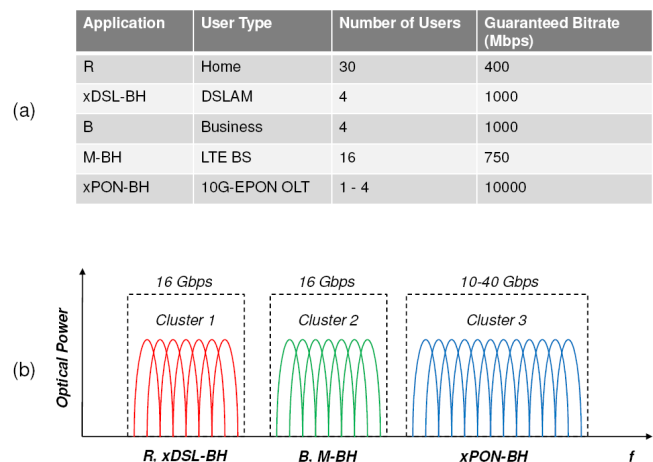 Application User Type Number of Users Guaranteed Bitrate (Mbps)
R Home 30 400
(a)
xDSL-BH DSLAM 4 1000
B Business 4 1000
M-BH LTE BS 16 750
xPON-BH 10G-EPON OLT 1 - 4 10000
16 Gbps 16 Gbps 10-40 Gbps
Cluster 1 Cluster 2 Cluster 3
Optical Power
(b)
R. xDSL-BH B. M-BH xPON-BH f